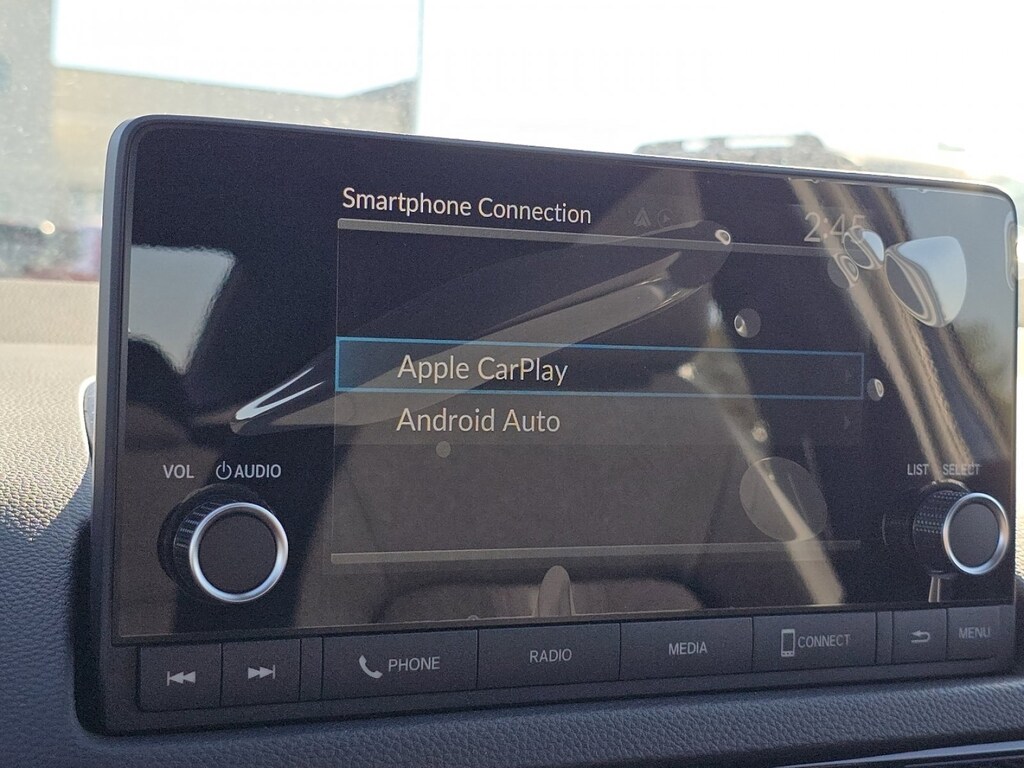 Smartphone Connection
2:45
Apple CarPlay
Android Auto
VOL AUDIO
LIST SELECT
PHONE RADIO MEDIA CONNECT MENU